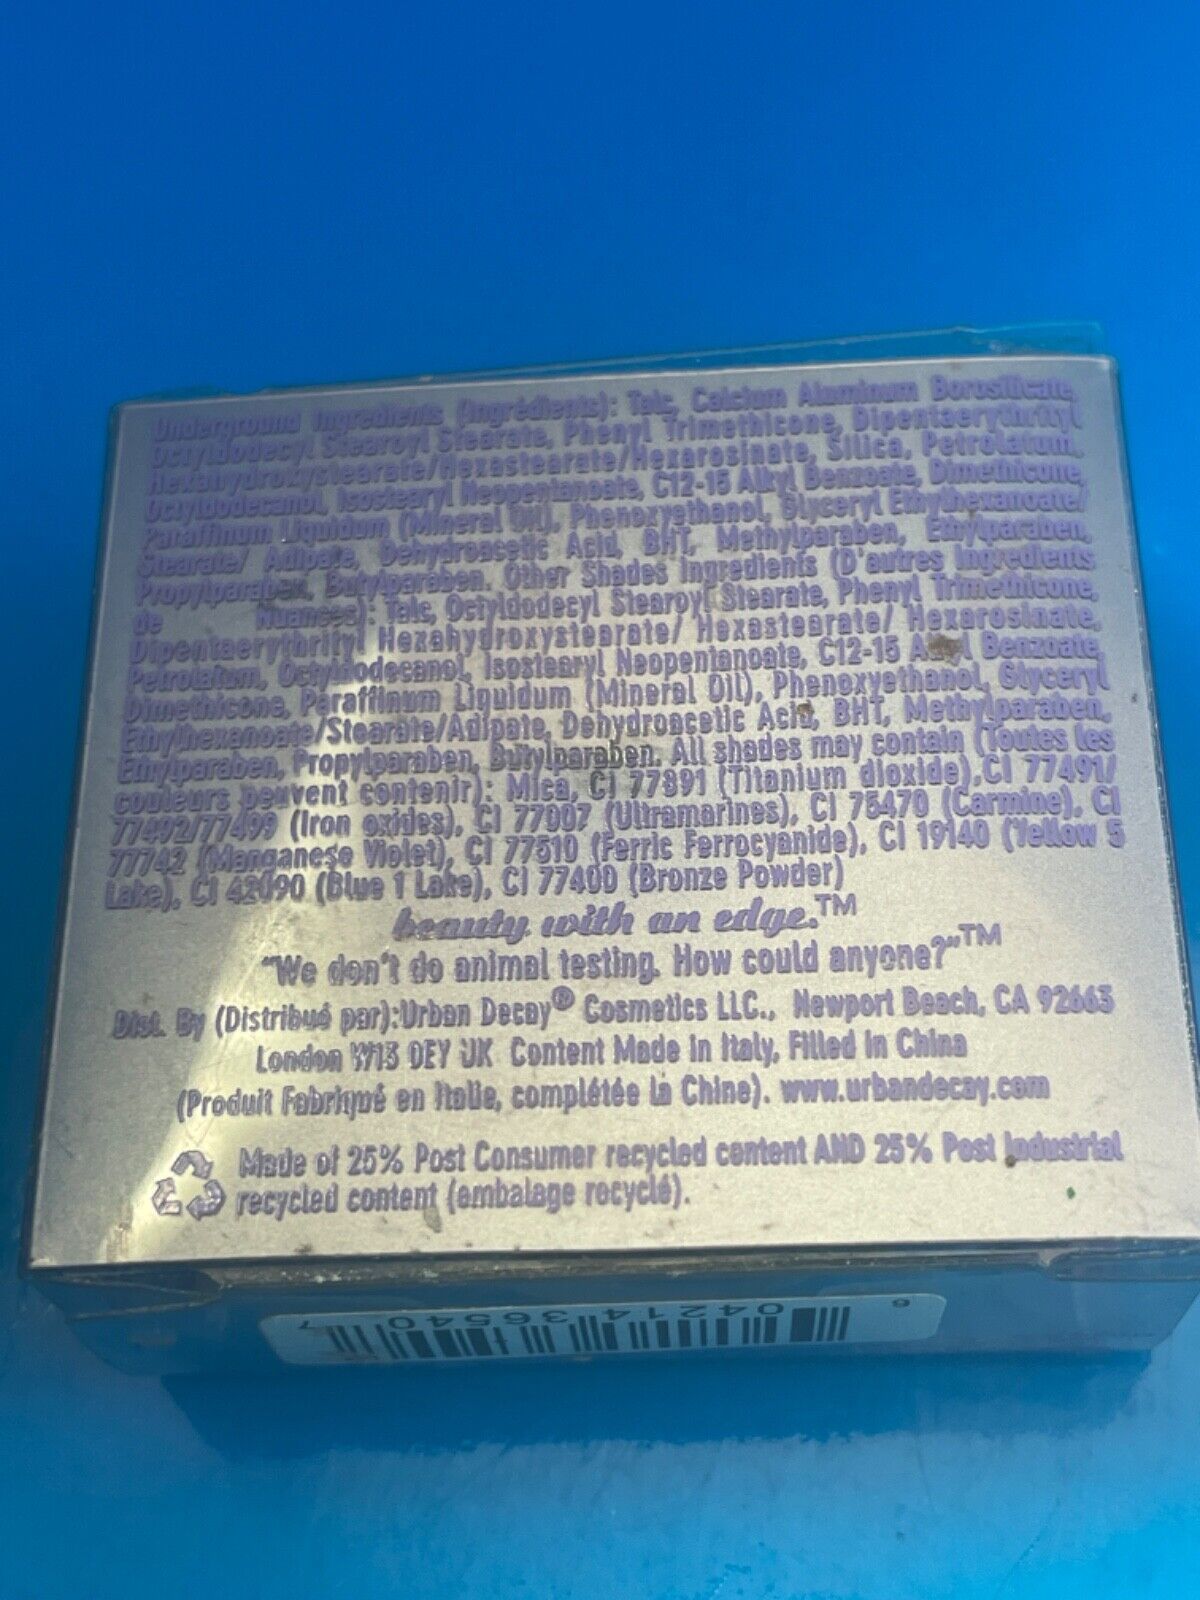 Underground Ingredients (Ingrédients): Talc, Calcium Aluminum Borosilicate,
Octyldodecyl Stearoyl Stearate, Phenyl Trimethicone, Dipentaerythrityl
Hexahydroxystearate/Hexastearate/Hexarosinate, Silica, Petrolatum,
Octyldodecanol, Isostearyl Neopentanoate, C12-15 Alkyl Benzoate, Dimethicone,
Paraffinum Liquidum (Mineral Oil), Phenoxyethanol, Glyceryl Ethylhexanoate/
Stearate/ Adipate, Dehydroacetic Acid, BHT, Methylparaben, Ethylparaben,
Propylparaben, Butylparaben. Other Shades Ingredients (D'autres Ingredients
de Nuances): Talc, Octyldodecyl Stearoyl Stearate, Phenyl Trimethicone,
Dipentaerythrityl Hexahydroxystearate/ Hexastearate/ Hexarosinate,
Petrolatum, Octyldodecanol, Isostearyl Neopentanoate, C12-15 Benzoate,
Dimethicone, Paraffinum Liquidum (Mineral Oil), Phenoxyethanol, Glyceryl
Ethylhexanoate/Stearate/Adipate, Dehydroacetic Acid, BHT, Methylparaben,
Ethylparaben, Propylparaben, Butylparaben. All shades may contain (Toutes les
couleurs peuvent contenir): Mica, CI 77891 (Titanium dioxide),CI 77491/
77492/77499 (Iron oxides), CI 77007 (Ultramarines), CI 75470 (Carmine), CI
77742 (Manganese Violet), CI 77510 (Ferric Ferrocyanide), CI 19140 (Yellow 5
Lake), CI 42090 (Blue 1 Lake), CI 77400 (Bronze Powder)
beauty with an edge.™
"We don't do animal testing. How could anyone?"™
Dist. By (Distribué par):Urban Decay® Cosmetics LLC., Newport Beach, CA 92663
London W13 0EY UK Content Made in Italy, Filled in China
(Produit Fabriqué en Italie, complétée la Chine). www.urbandecay.com
Made of 25% Post Consumer recycled content AND 25% Post Industrial
recycled content (embalage recyclé).
6 04214 36540 7